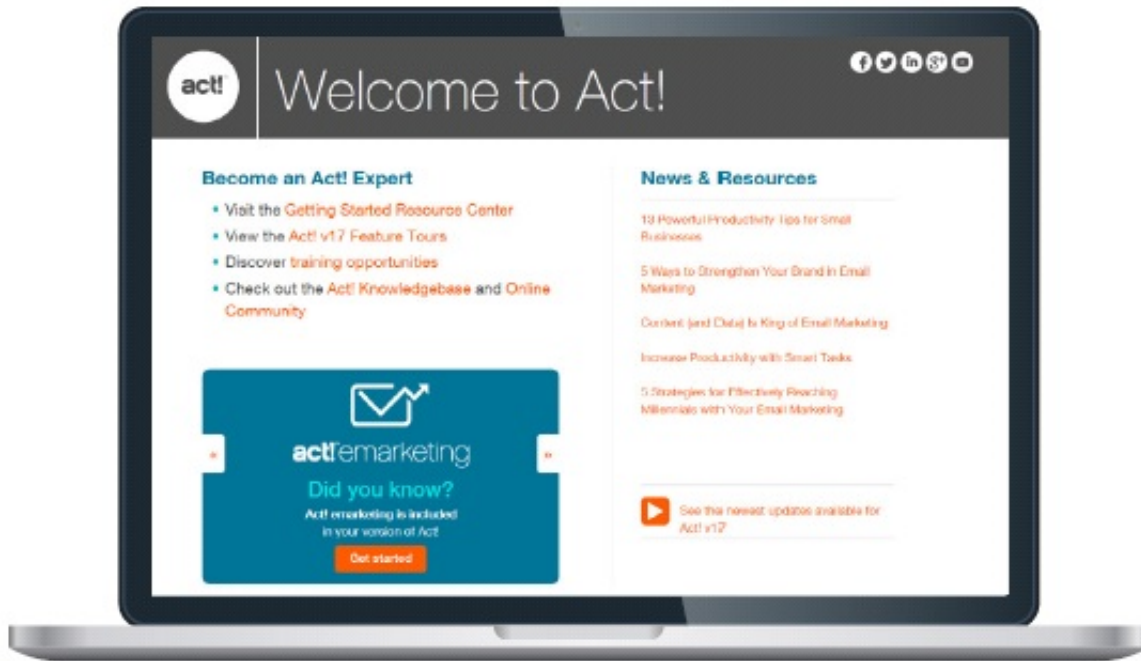 act!
Welcome to Act!
Become an Act! Expert
• Visit the Getting Started Resource Center
• View the Act! v17 Feature Tours
• Discover training opportunities
• Check out the Act! Knowledgebase and Online
Community
act! emarketing
Did you know?
Act! emarketing is included
in your version of Act!
Get started
News & Resources
13 Powerful Productivity Tips for Small
Businesses
5 Ways to Strengthen Your Brand in Email
Marketing
Content (and Data) Is King of Email Marketing
Increase Productivity with Smart Tasks
5 Strategies for Effectively Reaching
Millennials with Your Email Marketing
See the newest updates available for
Act! v17